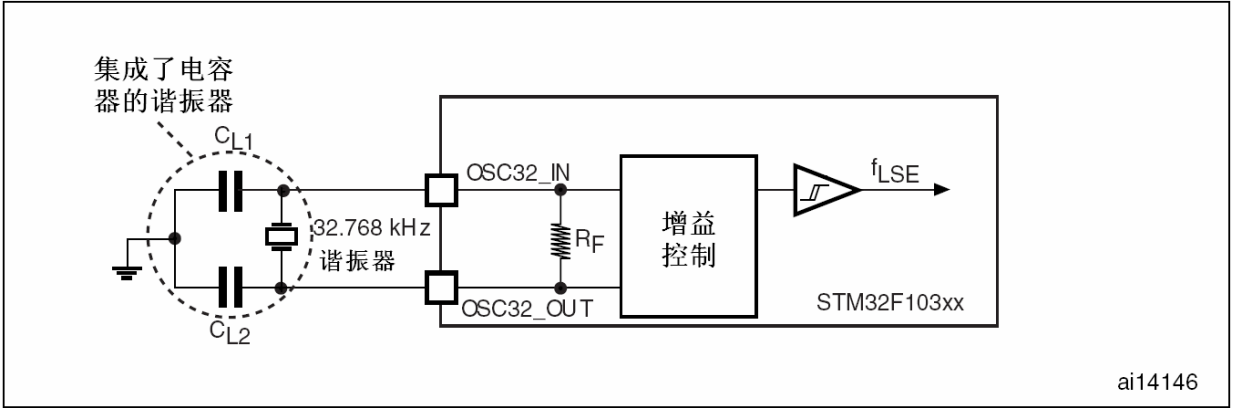 集成了电容
器的谐振器
CL1
OSC32_IN
fLSE
32.768 kHz
谐振器
RF
增益
控制
STM32F103xx
OSC32_OUT
CL2
ai14146